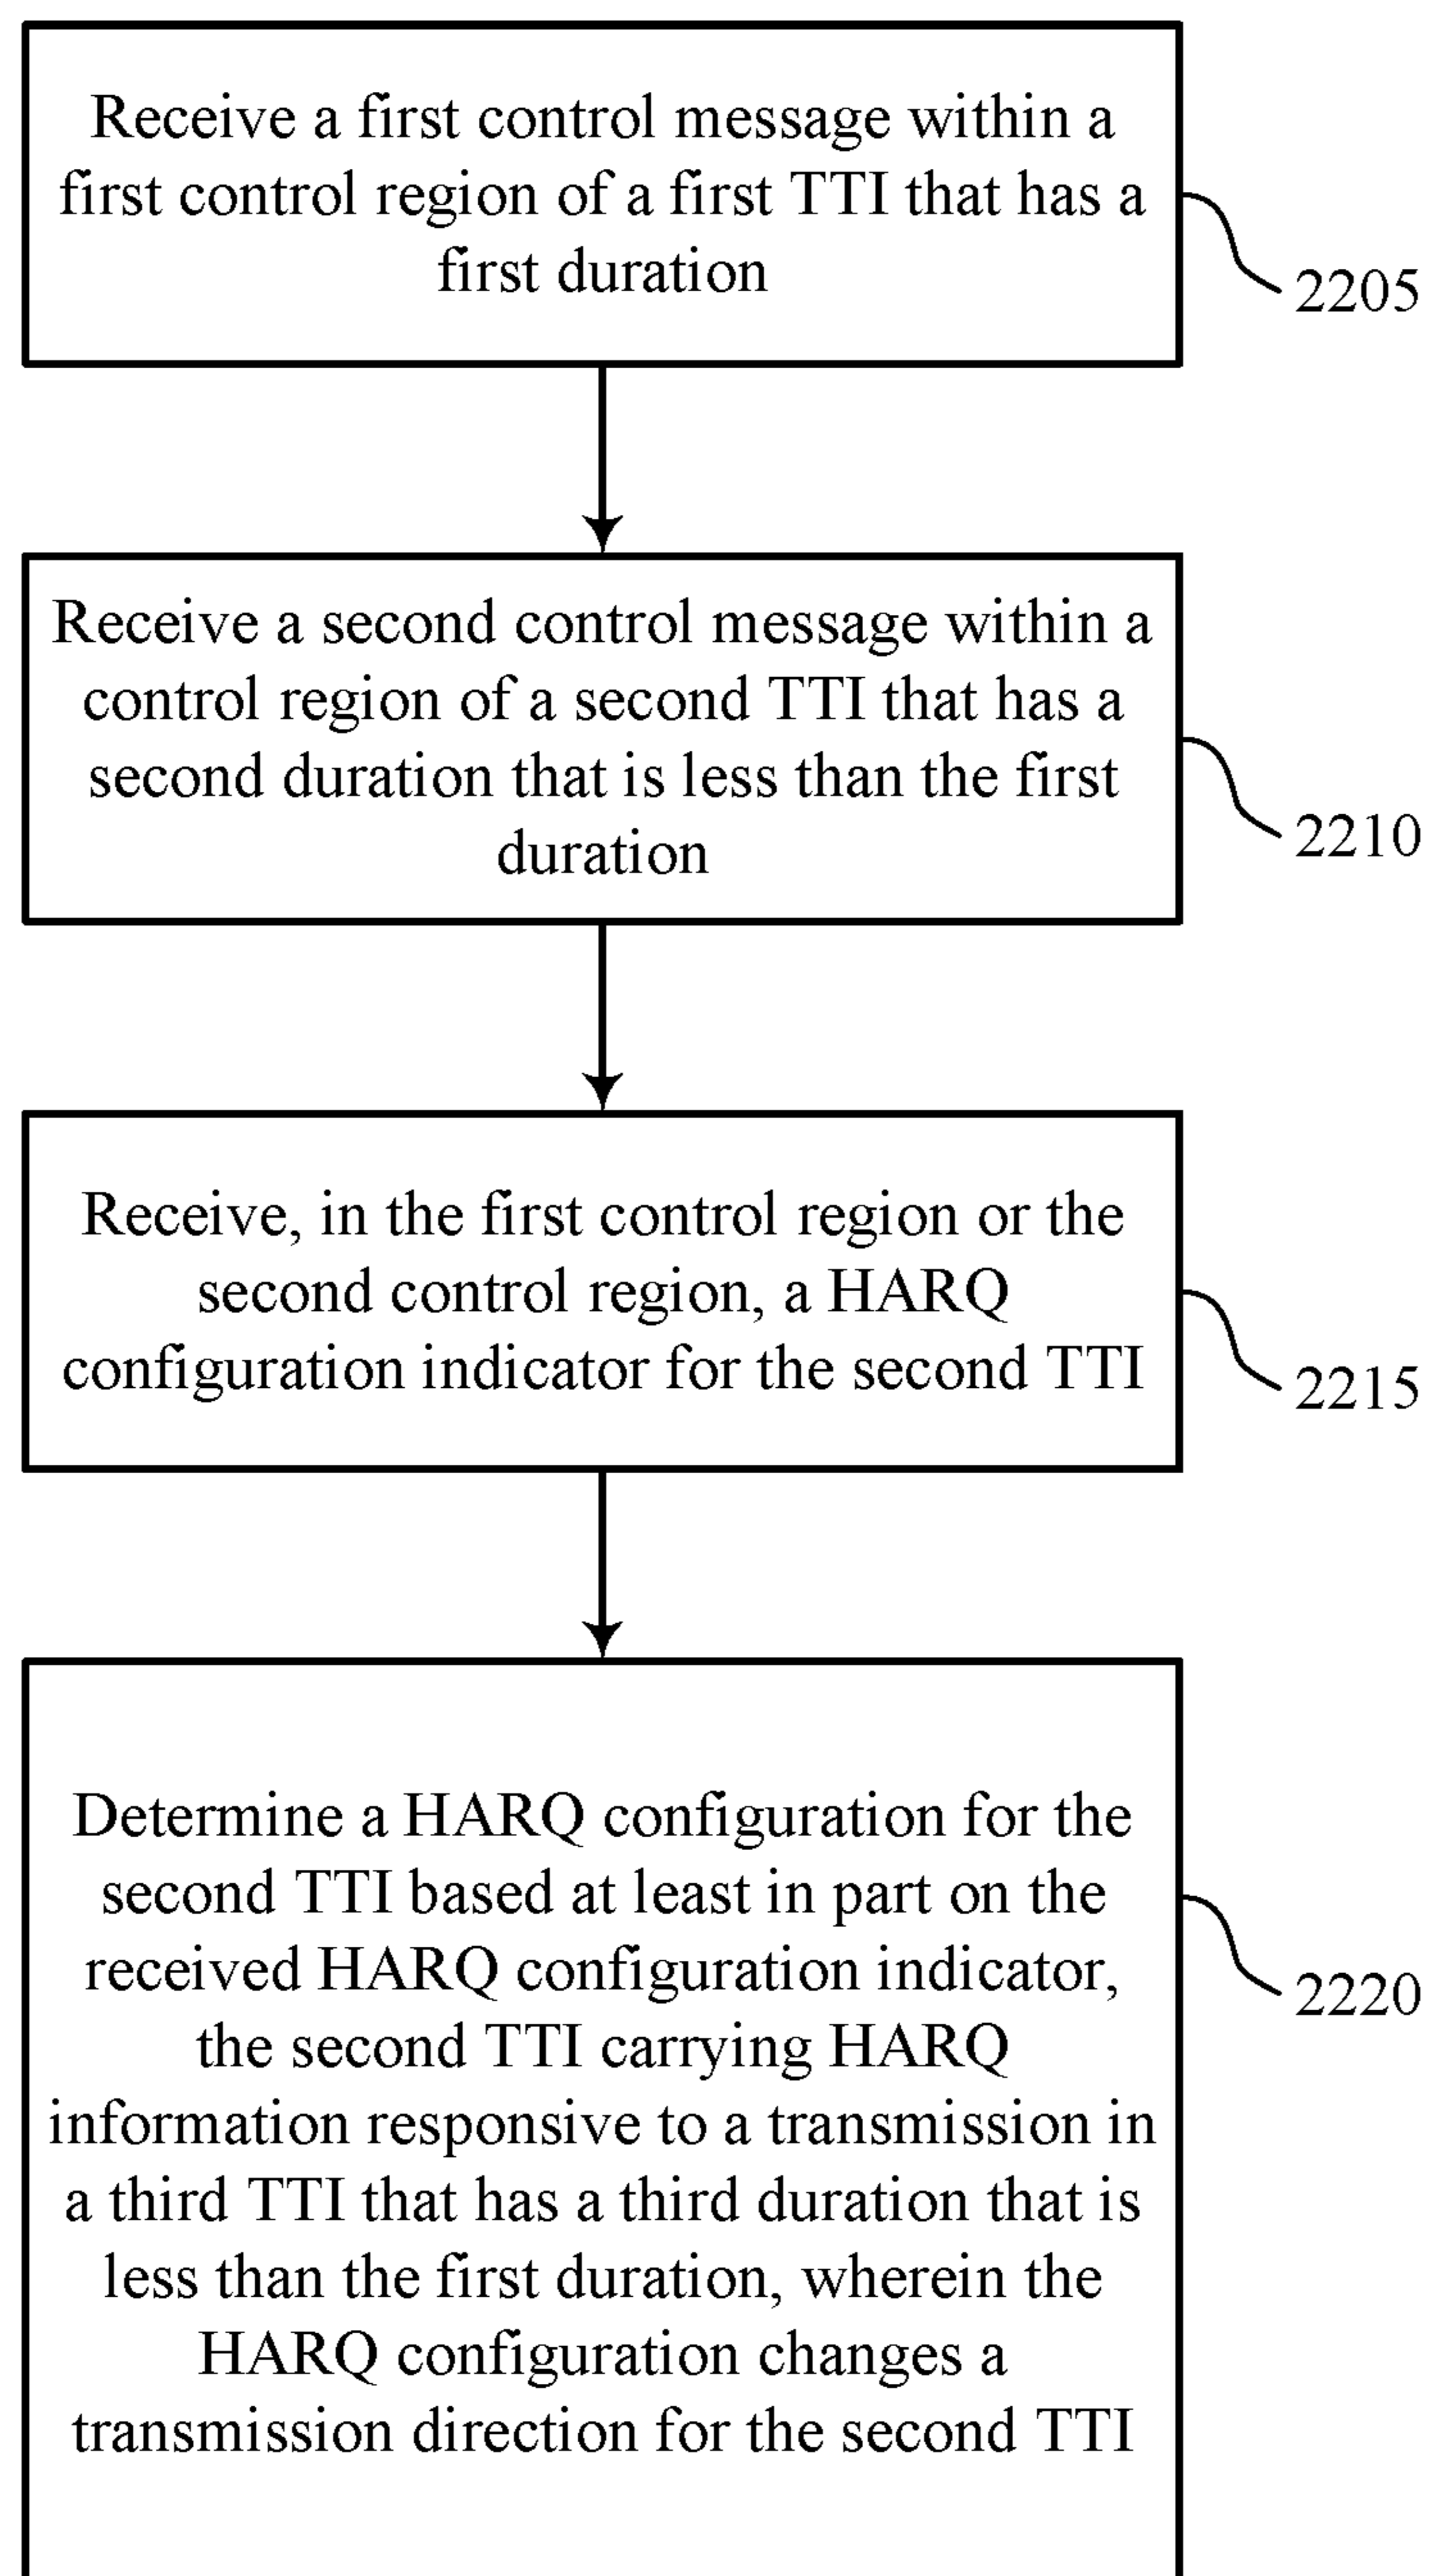 Receive a first control message within a
first control region of a first TTI that has a
first duration
2205
Receive a second control message within a
control region of a second TTI that has a
second duration that is less than the first
duration
2210
Receive, in the first control region or the
second control region, a HARQ
configuration indicator for the second TTI
2215
Determine a HARQ configuration for the
second TTI based at least in part on the
received HARQ configuration indicator,
the second TTI carrying HARQ
information responsive to a transmission in
a third TTI that has a third duration that is
less than the first duration, wherein the
HARQ configuration changes a
transmission direction for the second TTI
2220